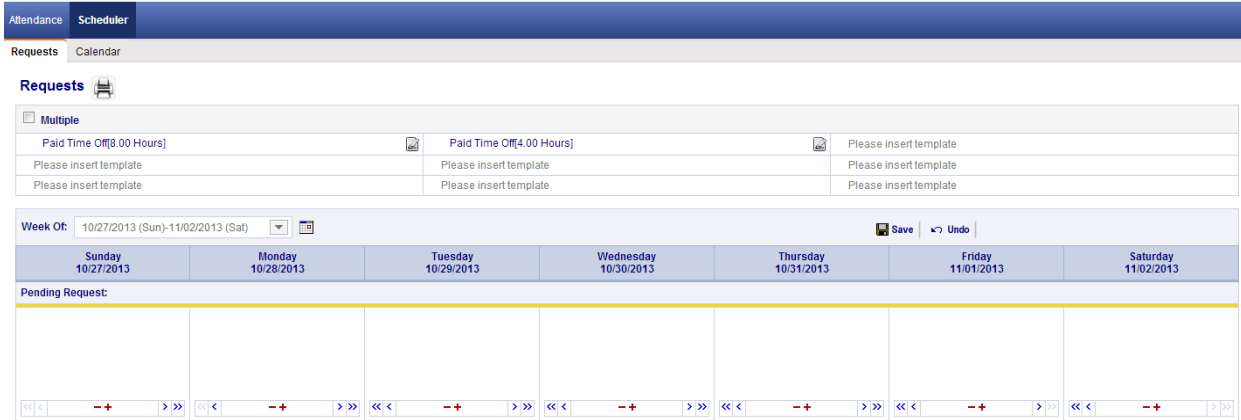 Attendance Scheduler
Requests Calendar
Requests
Multiple
Paid Time Off[8.00 Hours] Paid Time Off[4.00 Hours] Please insert template
Please insert template Please insert template Please insert template
Please insert template Please insert template Please insert template
Week Of: 10/27/2013 (Sun)-11/02/2013 (Sat) Save Undo
Sunday Monday Tuesday Wednesday Thursday Friday Saturday
10/27/2013 10/28/2013 10/29/2013 10/30/2013 10/31/2013 11/01/2013 11/02/2013
Pending Request: